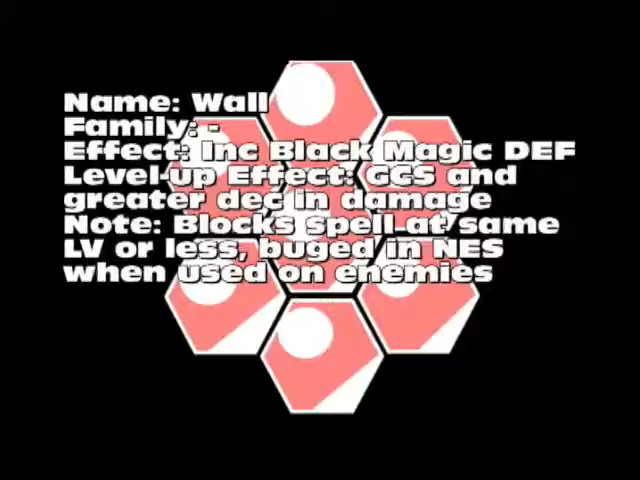 Name: Wall
Family: -
Effect: Inc Black Magic DEF
Level-up Effect: GCS and
greater dec in damage
Note: Blocks spell at same
LV or less, buged in NES
when used on enemies